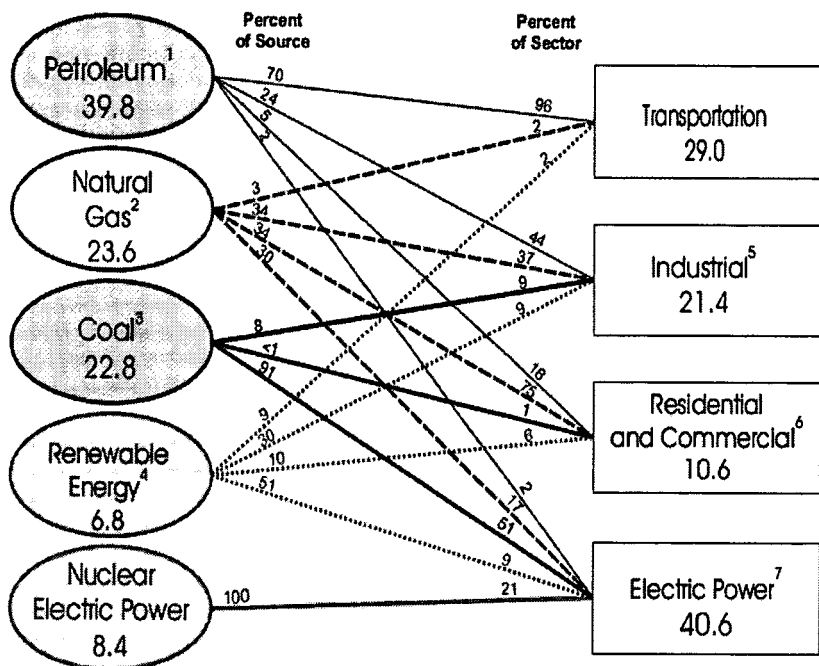 Percent
of Source
Percent
of Sector
Petroleum¹
39.8
Natural
Gas²
23.6
Coal³
22.8
Renewable
Energy⁴
6.8
Nuclear
Electric Power
8.4
70
24
5
2
3
34
34
30
8
<1
91
9
30
10
51
100
96
2
2
44
37
9
9
18
75
1
6
2
17
51
9
21
Transportation
29.0
Industrial⁵
21.4
Residential
and Commercial⁶
10.6
Electric Power⁷
40.6